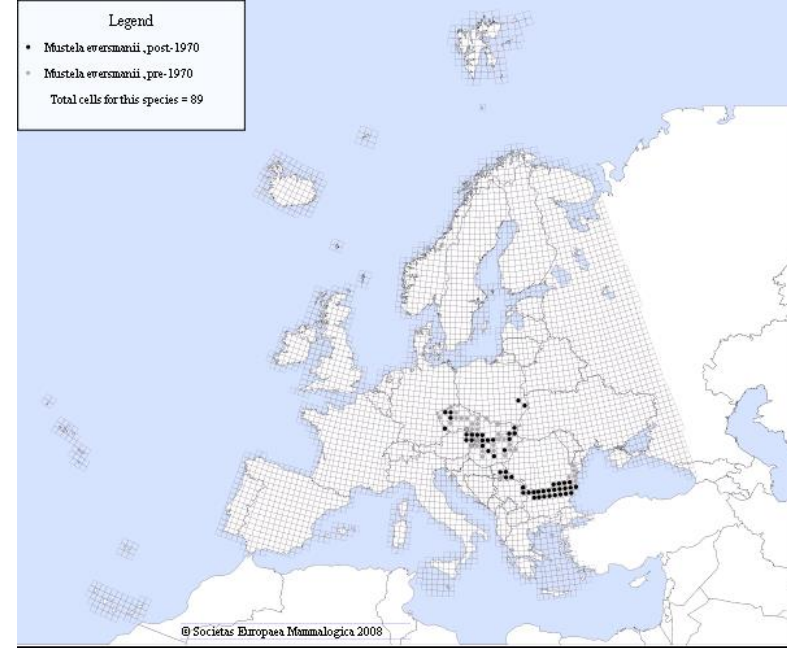 Legend
Mustela eversmanii, post-1970
Mustela eversmanii, pre-1970
Total cells for this species = 89
© Societas Europaea Mammalogica 2008